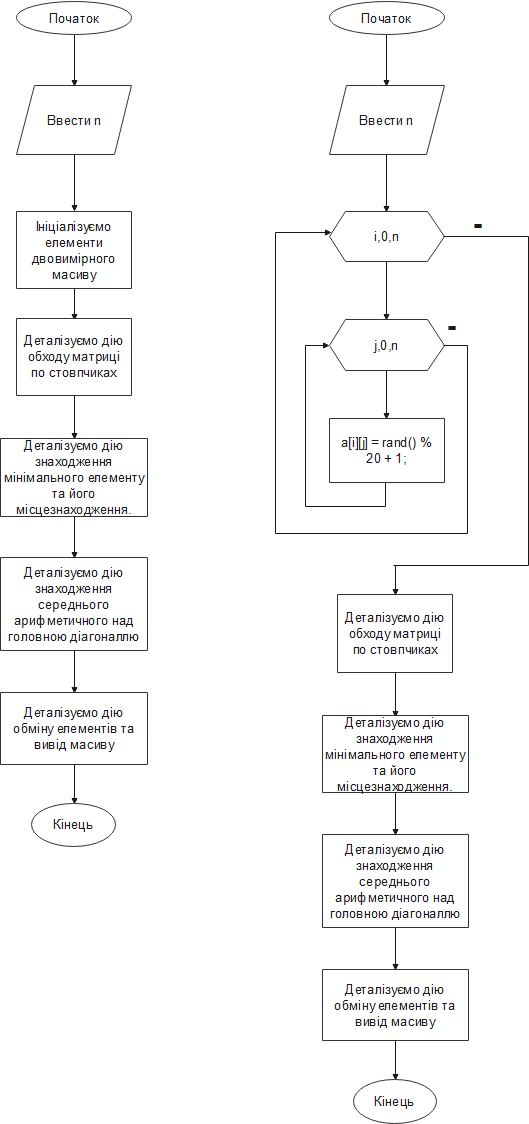 Початок
Ввести n
Ініціалізуємо
елементи
двовимірного
масиву
Деталізуємо дію
обходу матриці
по стовпчиках
Деталізуємо дію
знаходження
мінімального елементу
та його
місцезнаходження.
Деталізуємо дію
знаходження
середнього
арифметичного над
головною діагоналлю
Деталізуємо дію
обміну елементів та
вивід масиву
Кінець
Початок
Ввести n
i,0,n
-
j,0,n
-
a[i][j] = rand() %
20 + 1;
Деталізуємо дію
обходу матриці
по стовпчиках
Деталізуємо дію
знаходження
мінімального елементу
та його
місцезнаходження.
Деталізуємо дію
знаходження
середнього
арифметичного над
головною діагоналлю
Деталізуємо дію
обміну елементів та
вивід масиву
Кінець